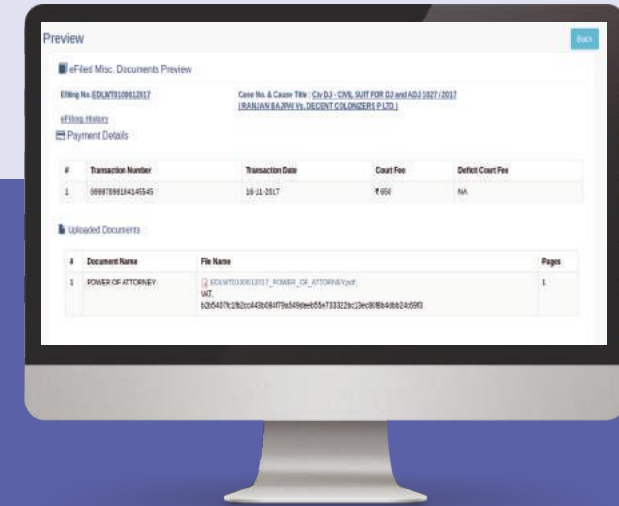 Preview
Back
eFiled Misc. Documents Preview
Efiling No. EDLWT0100612017
Case No. & Cause Title : Civ DJ - CIVIL SUIT FOR DJ and ADJ 1027 / 2017
( RANJAN BAJPAI Vs. DECENT COLONIZERS P LTD )
eFiling History
Payment Details
# Transaction Number Transaction Date Court Fee Deficit Court Fee
1 16-11-2017 ₹ 650 NA
Uploaded Documents
# Document Name File Name Pages
1 POWER OF ATTORNEY EDLWT0100612017_POWER_OF_ATTORNEY.pdf, 1